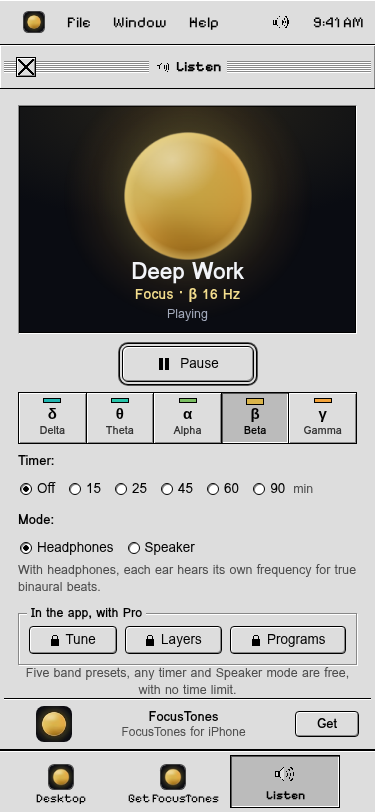 File Window Help 9:41 AM
Listen
Deep Work
Focus · β 16 Hz
Playing
Pause
δ θ α β γ
Delta Theta Alpha Beta Gamma
Timer:
Off 15 25 45 60 90 min
Mode:
Headphones Speaker
With headphones, each ear hears its own frequency for true
binaural beats.
In the app, with Pro
Tune Layers Programs
Five band presets, any timer and Speaker mode are free,
with no time limit.
FocusTones
FocusTones for iPhone
Get
Desktop Get FocusTones Listen